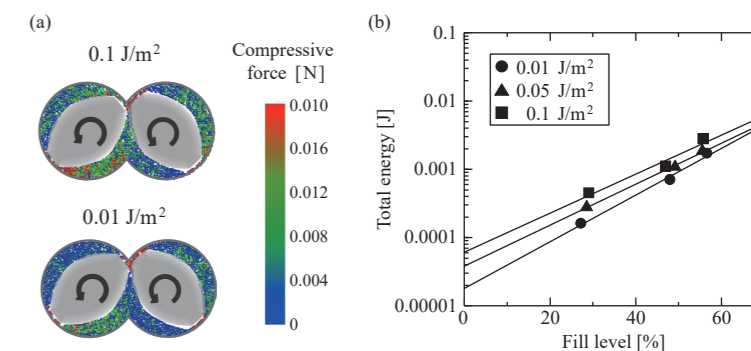 (a)
0.1 J/m²
Compressive
force [N]
0.010
0.016
0.012
0.008
0.004
0
0.01 J/m²
(b)
Total energy [J]
0.1
0.01
0.001
0.0001
0.00001
0.01 J/m²
0.05 J/m²
0.1 J/m²
0
20
40
60
Fill level [%]